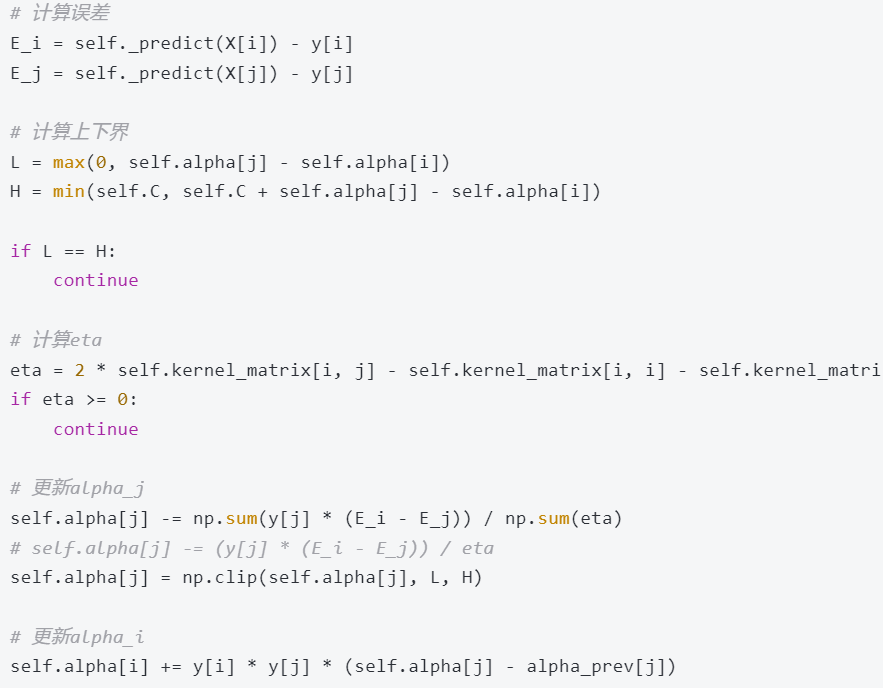 # 计算误差
E_i = self._predict(X[i]) - y[i]
E_j = self._predict(X[j]) - y[j]
# 计算上下界
L = max(0, self.alpha[j] - self.alpha[i])
H = min(self.C, self.C + self.alpha[j] - self.alpha[i])
if L == H:
    continue
# 计算eta
eta = 2 * self.kernel_matrix[i, j] - self.kernel_matrix[i, i] - self.kernel_matri
if eta >= 0:
    continue
# 更新alpha_j
self.alpha[j] -= np.sum(y[j] * (E_i - E_j)) / np.sum(eta)
# self.alpha[j] -= (y[j] * (E_i - E_j)) / eta
self.alpha[j] = np.clip(self.alpha[j], L, H)
# 更新alpha_i
self.alpha[i] += y[i] * y[j] * (self.alpha[j] - alpha_prev[j])